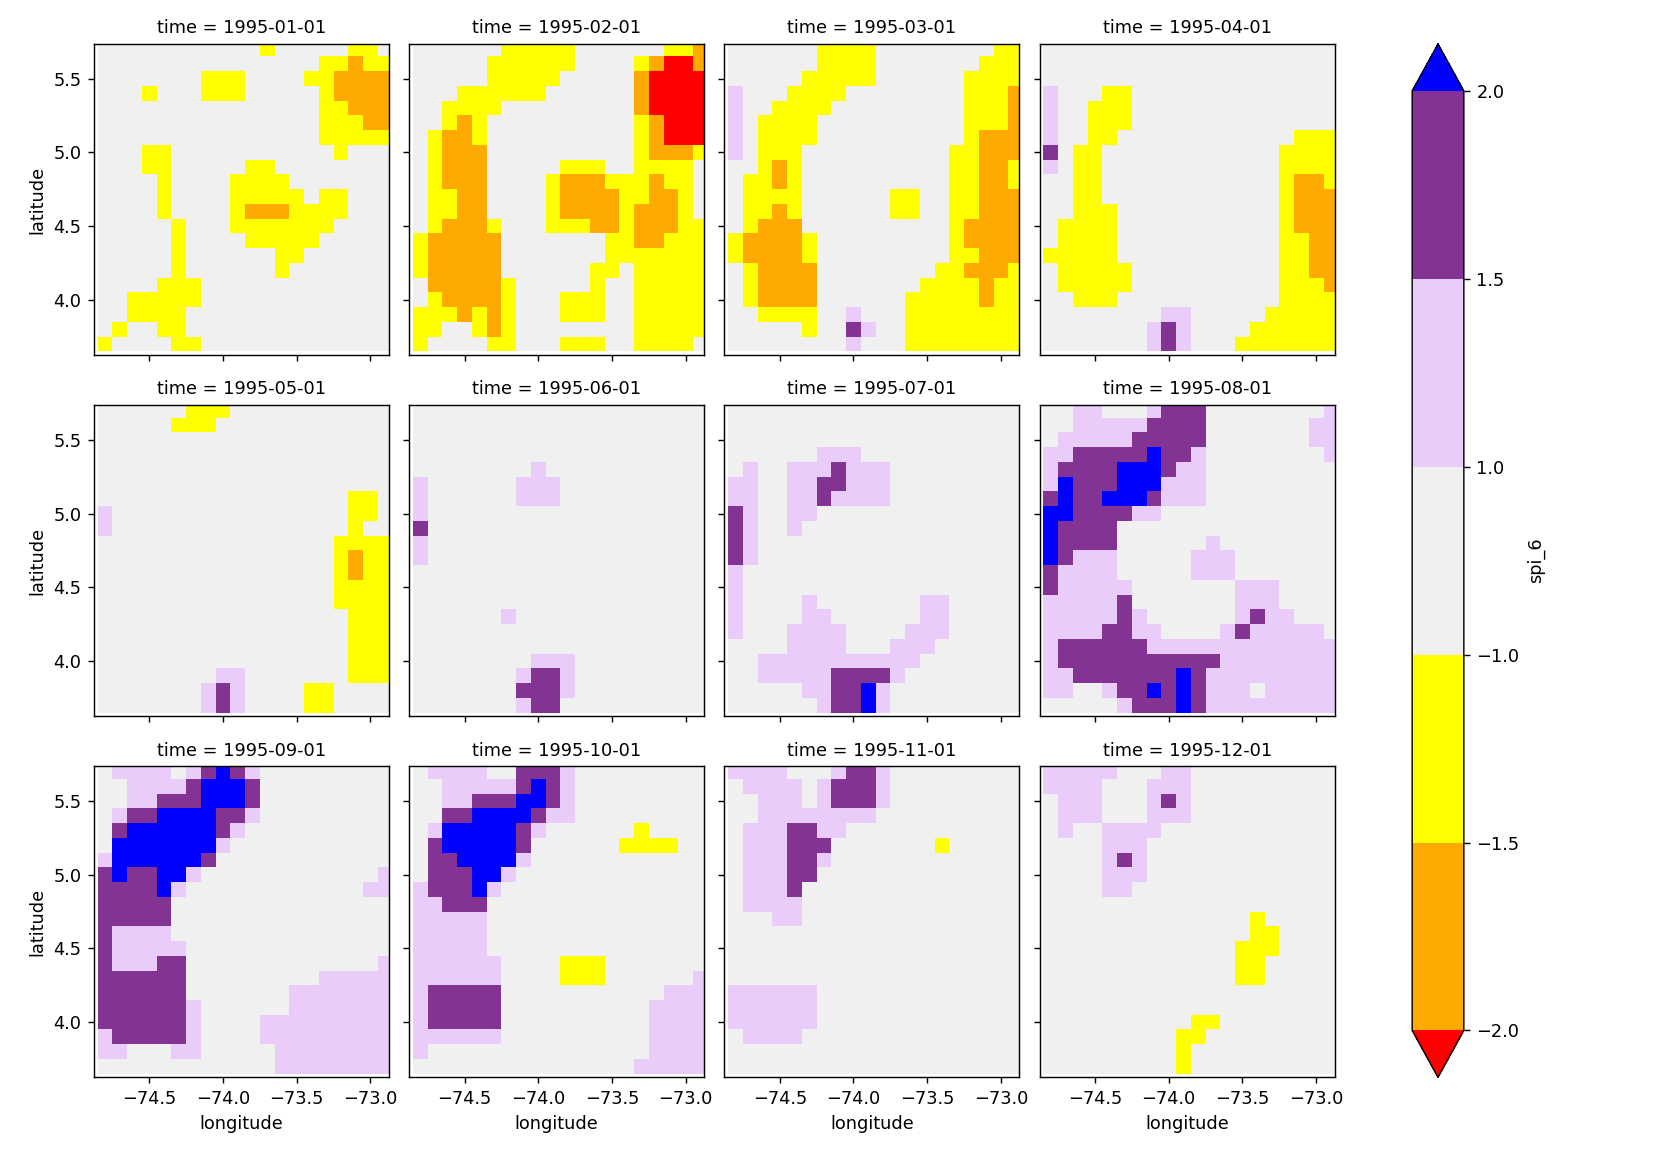 time = 1995-01-01
time = 1995-02-01
time = 1995-03-01
time = 1995-04-01
latitude
5.5
5.0
4.5
4.0
time = 1995-05-01
time = 1995-06-01
time = 1995-07-01
time = 1995-08-01
latitude
5.5
5.0
4.5
4.0
time = 1995-09-01
time = 1995-10-01
time = 1995-11-01
time = 1995-12-01
latitude
5.5
5.0
4.5
4.0
−74.5 −74.0 −73.5 −73.0
longitude
−74.5 −74.0 −73.5 −73.0
longitude
−74.5 −74.0 −73.5 −73.0
longitude
−74.5 −74.0 −73.5 −73.0
longitude
2.0
1.5
1.0
−1.0
−1.5
−2.0
spi_6